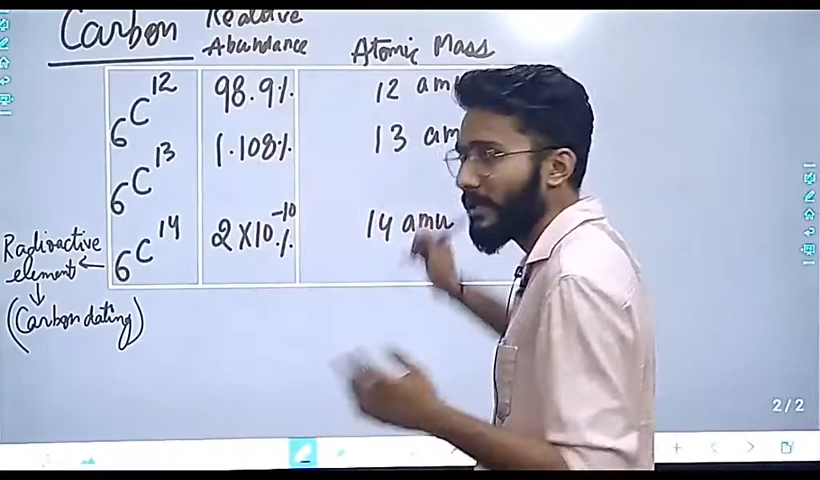 Carbon
Relative
Abundance
Atomic Mass
₆C¹² 98.9% 12 am
₆C¹³ 1.108% 13 am
₆C¹⁴ 2×10⁻¹⁰% 14 amu
Radioactive
element
(Carbon dating)
2/2